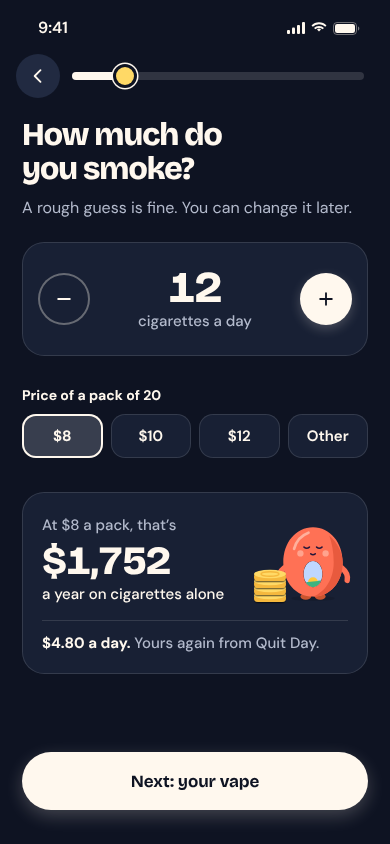 9:41
How much do
you smoke?
A rough guess is fine. You can change it later.
12
cigarettes a day
Price of a pack of 20
$8
$10
$12
Other
At $8 a pack, that’s
$1,752
a year on cigarettes alone
$4.80 a day. Yours again from Quit Day.
Next: your vape